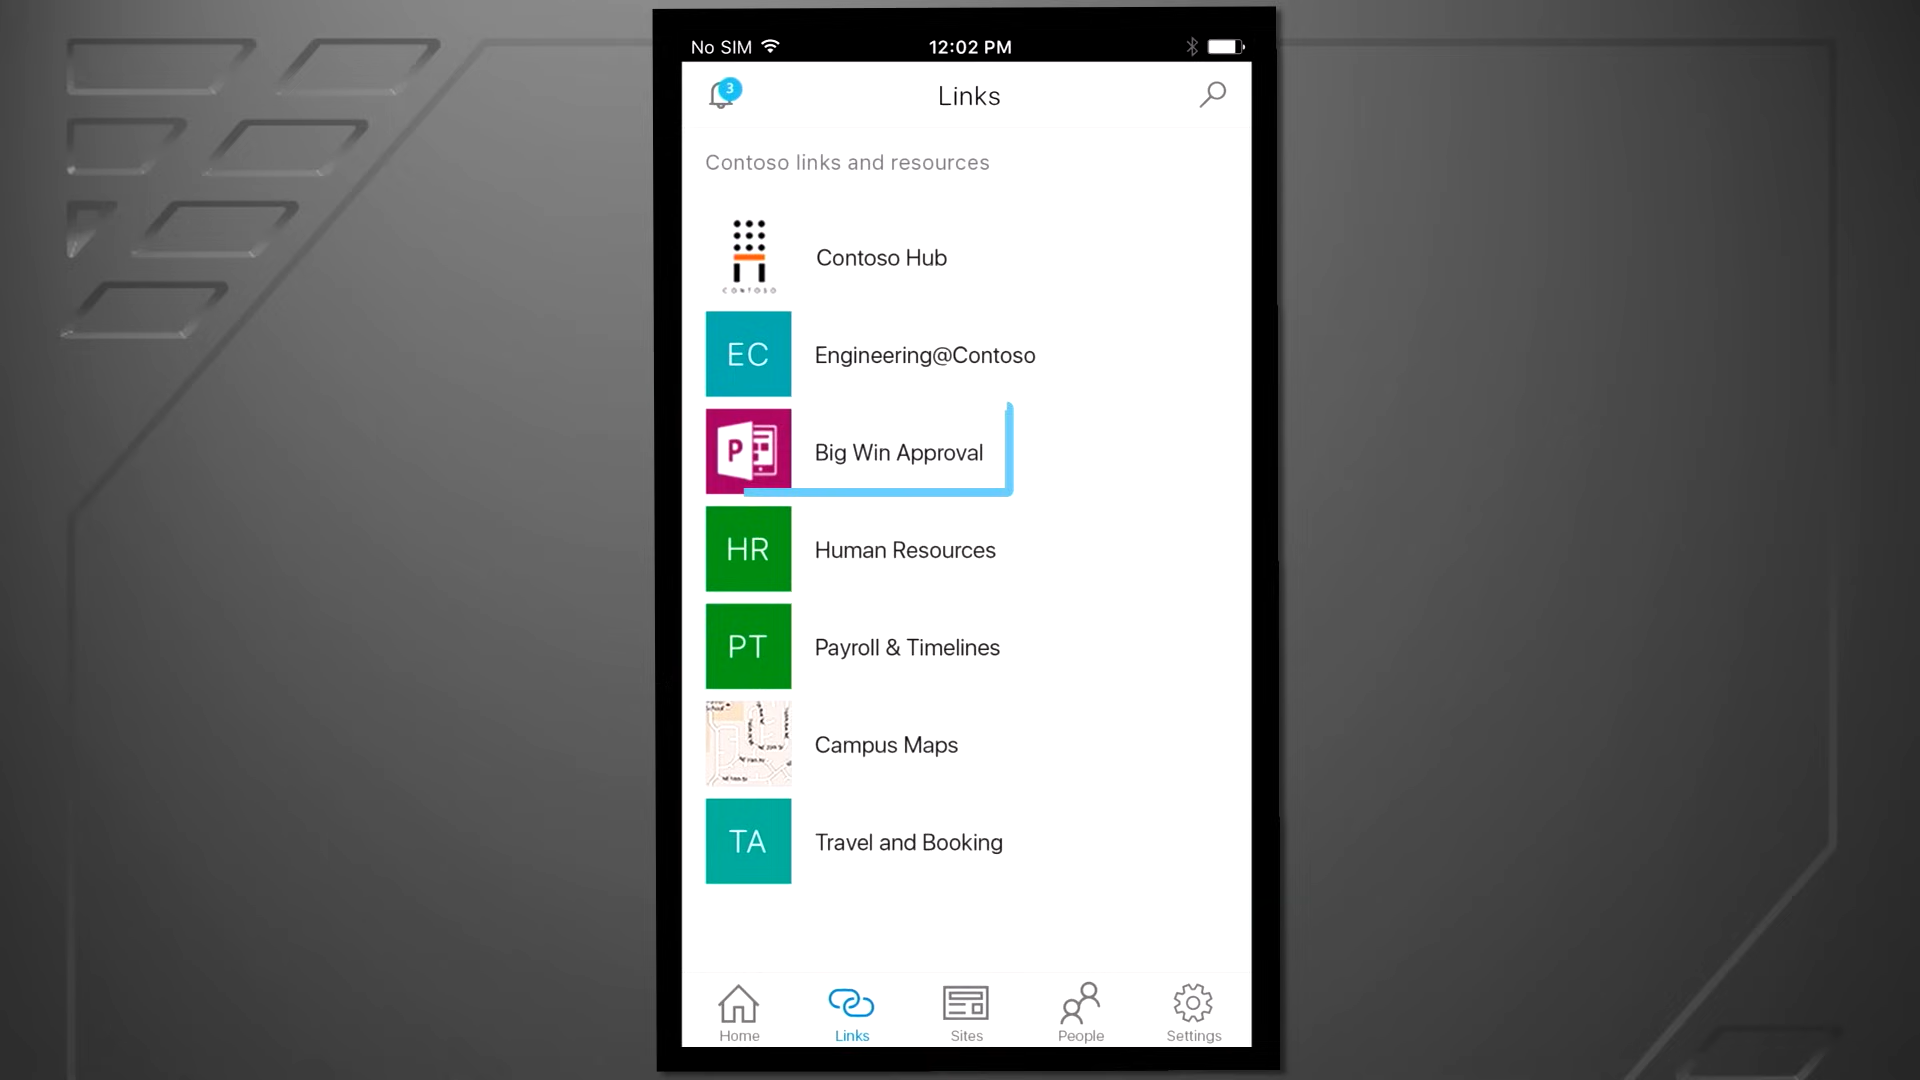 No SIM 12:02 PM
3
Links
Contoso links and resources
CONTOSO
Contoso Hub
EC
Engineering@Contoso
P
Big Win Approval
HR
Human Resources
PT
Payroll & Timelines
Campus Maps
TA
Travel and Booking
Home Links Sites People Settings